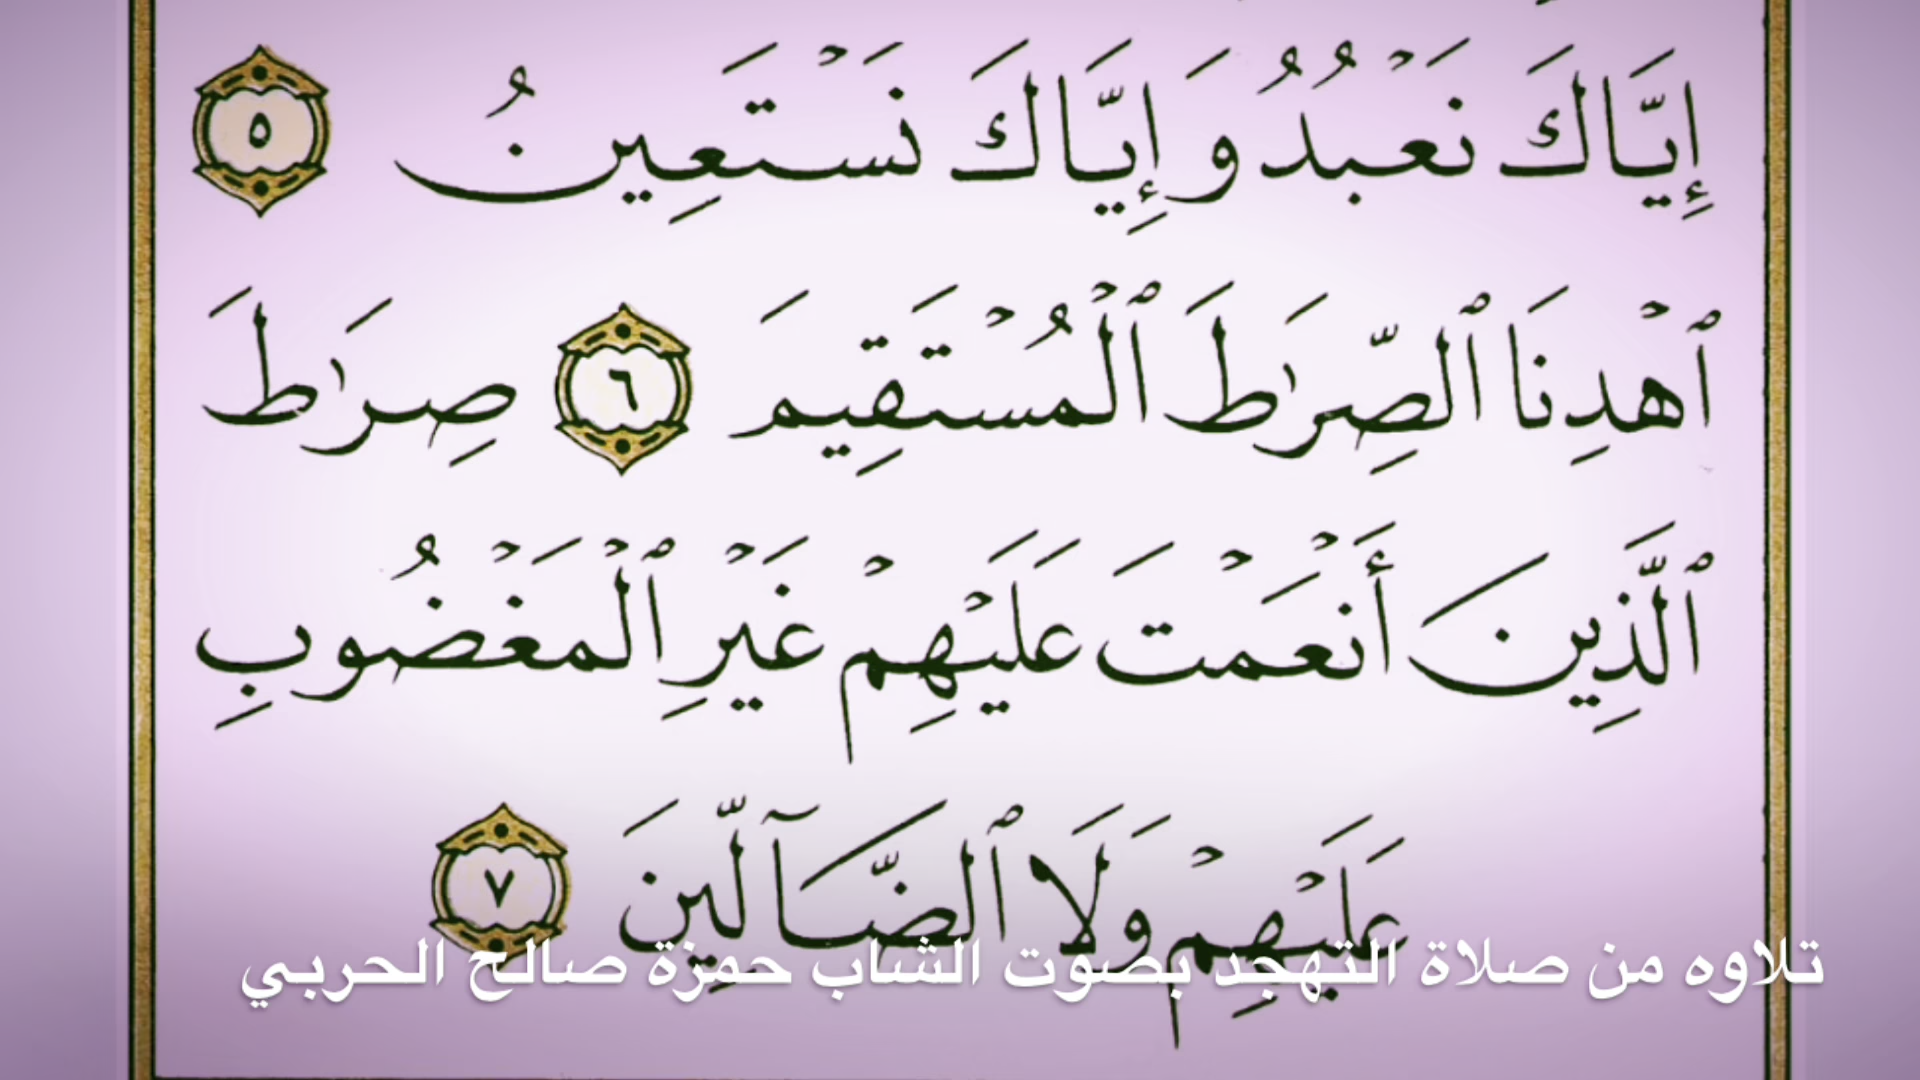 إِيَّاكَ نَعْبُدُ وَإِيَّاكَ نَسْتَعِينُ ٥
ٱهْدِنَا ٱلصِّرَٰطَ ٱلْمُسْتَقِيمَ ٦ صِرَٰطَ
ٱلَّذِينَ أَنْعَمْتَ عَلَيْهِمْ غَيْرِ ٱلْمَغْضُوبِ
عَلَيْهِمْ وَلَا ٱلضَّآلِّينَ ٧
تلاوه من صلاة التهجد بصوت الشاب حمزة صالح الحربي